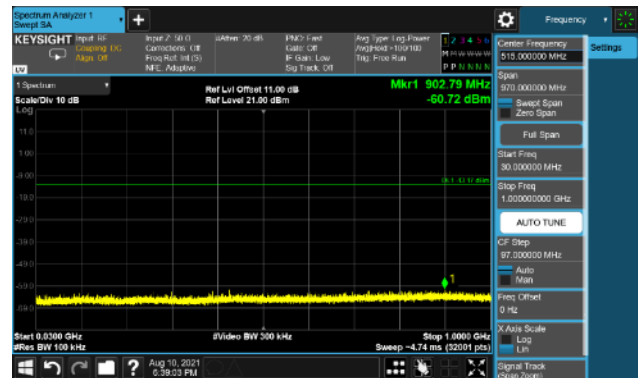 Spectrum Analyzer 1
Swept SA
Frequency
KEYSIGHT
Input: RF
Coupling: DC
Align: Off
Input Z: 50 Ω
Corrections: Off
Freq Ref: Int (S)
NFE: Adaptive
#Atten: 20 dB
PNO: Fast
Gate: Off
IF Gain: Low
Sig Track: Off
Avg Type: Log-Power
Avg|Hold:>100/100
Trig: Free Run
1 2 3 4 5 6
M W W W W W
P P N N N N
1 Spectrum
Scale/Div 10 dB
Log
Ref Lvl Offset 11.00 dB
Ref Level 21.00 dBm
Mkr1 902.79 MHz
-60.72 dBm
11.0
1.00
-9.00
-19.0
-29.0
-39.0
-49.0
-59.0
-69.0
1
Start 0.0300 GHz
#Res BW 100 kHz
#Video BW 300 kHz
Stop 1.0000 GHz
Sweep ~4.74 ms (32001 pts)
Aug 10, 2021
6:39:03 PM
Center Frequency
515.000000 MHz
Settings
Span
970.000000 MHz
Swept Span
Zero Span
Full Span
Start Freq
30.000000 MHz
Stop Freq
1.000000000 GHz
AUTO TUNE
CF Step
97.000000 MHz
Auto
Man
Freq Offset
0 Hz
X Axis Scale
Log
Lin
Signal Track
(Span Zoom)